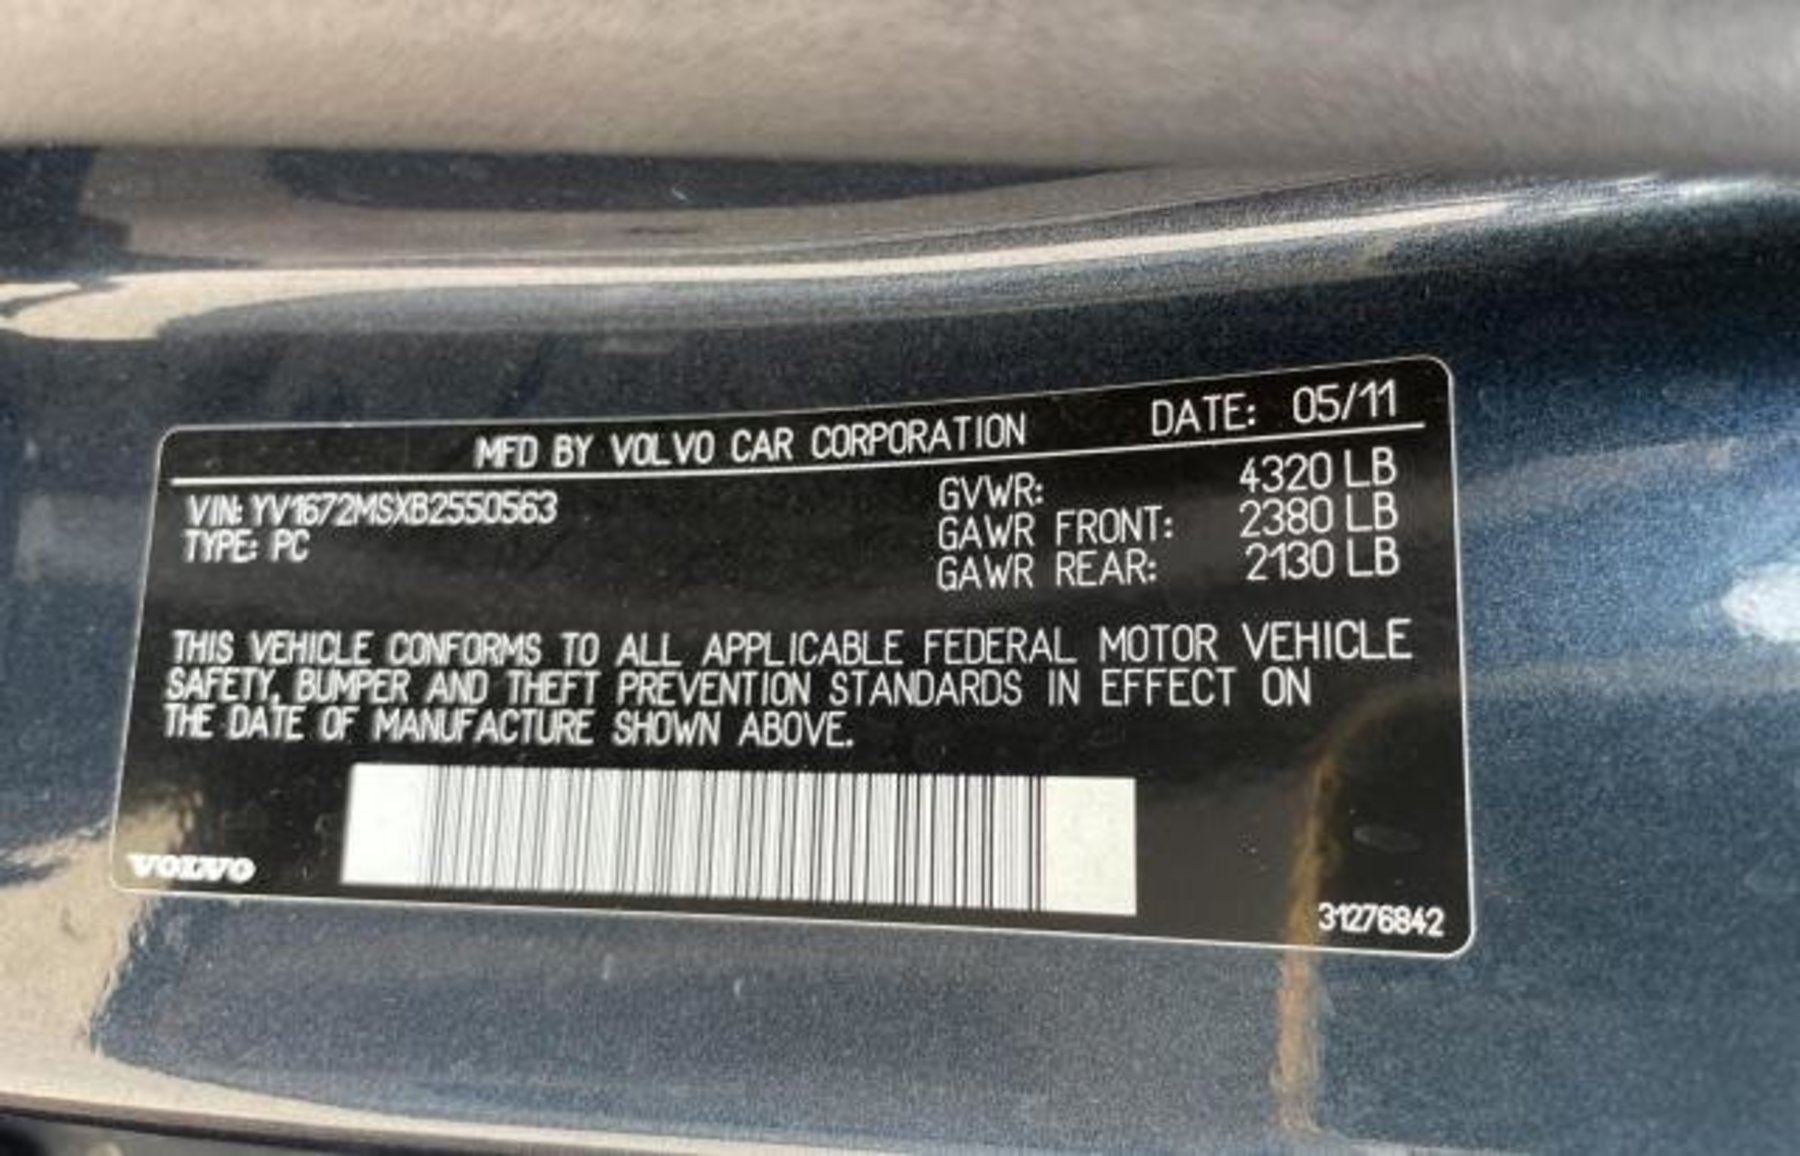 MFD BY VOLVO CAR CORPORATION DATE: 05/11
VIN: YV1672MSXB2550563
TYPE: PC
GVWR: 4320 LB
GAWR FRONT: 2380 LB
GAWR REAR: 2130 LB
THIS VEHICLE CONFORMS TO ALL APPLICABLE FEDERAL MOTOR VEHICLE
SAFETY, BUMPER AND THEFT PREVENTION STANDARDS IN EFFECT ON
THE DATE OF MANUFACTURE SHOWN ABOVE.
VOLVO
31276842